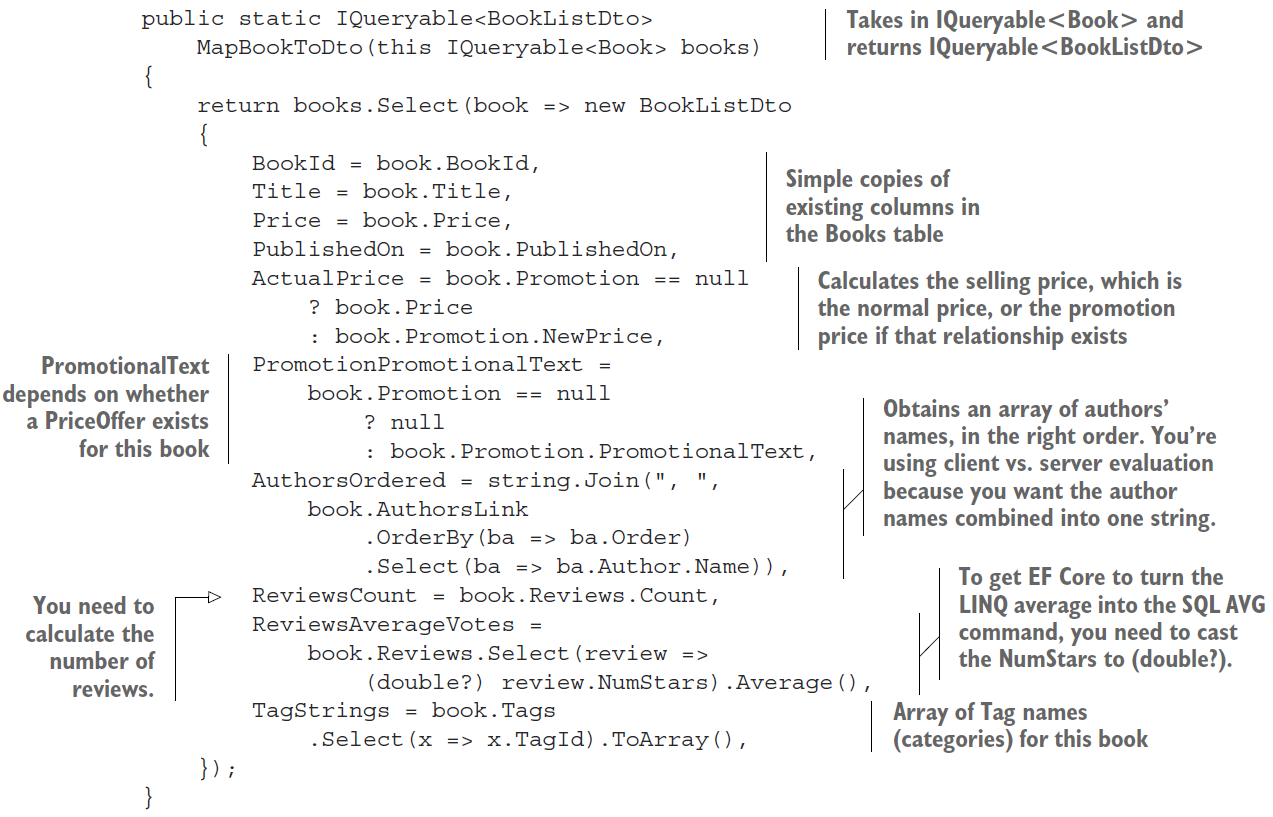 public static IQueryable<BookListDto>
MapBookToDto(this IQueryable<Book> books)
Takes in IQueryable<Book> and
returns IQueryable<BookListDto>
{
return books.Select(book => new BookListDto
{
BookId = book.BookId,
Title = book.Title,
Price = book.Price,
PublishedOn = book.PublishedOn,
Simple copies of
existing columns in
the Books table
ActualPrice = book.Promotion == null
? book.Price
: book.Promotion.NewPrice,
Calculates the selling price, which is
the normal price, or the promotion
price if that relationship exists
PromotionalText
depends on whether
a PriceOffer exists
for this book
PromotionPromotionalText =
book.Promotion == null
? null
: book.Promotion.PromotionalText,
AuthorsOrdered = string.Join(", ",
book.AuthorsLink
.OrderBy(ba => ba.Order)
.Select(ba => ba.Author.Name)),
Obtains an array of authors’
names, in the right order. You’re
using client vs. server evaluation
because you want the author
names combined into one string.
You need to
calculate the
number of
reviews.
ReviewsCount = book.Reviews.Count,
ReviewsAverageVotes =
book.Reviews.Select(review =>
(double?) review.NumStars).Average(),
To get EF Core to turn the
LINQ average into the SQL AVG
command, you need to cast
the NumStars to (double?).
TagStrings = book.Tags
.Select(x => x.TagId).ToArray(),
Array of Tag names
(categories) for this book
});
}